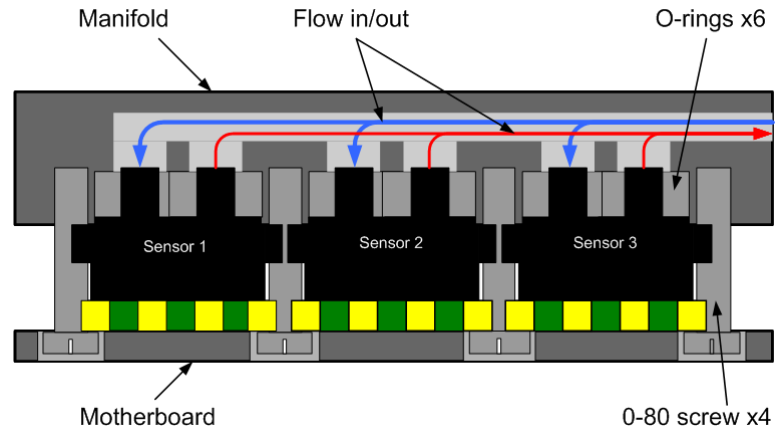 Manifold
Flow in/out
O-rings x6
Sensor 1
Sensor 2
Sensor 3
Motherboard
0-80 screw x4